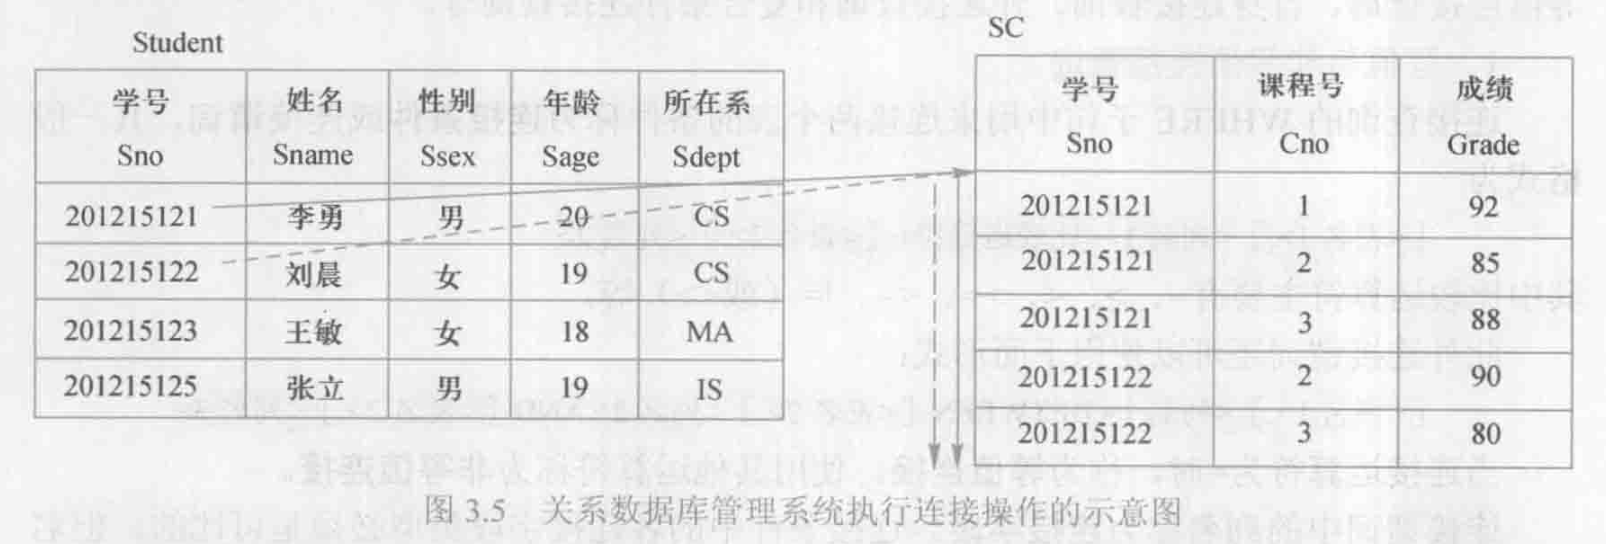 Student
学号 姓名 性别 年龄 所在系
Sno Sname Ssex Sage Sdept
201215121 李勇 男 20 CS
201215122 刘晨 女 19 CS
201215123 王敏 女 18 MA
201215125 张立 男 19 IS
SC
学号 课程号 成绩
Sno Cno Grade
201215121 1 92
201215121 2 85
201215121 3 88
201215122 2 90
201215122 3 80
图 3.5 关系数据库管理系统执行连接操作的示意图